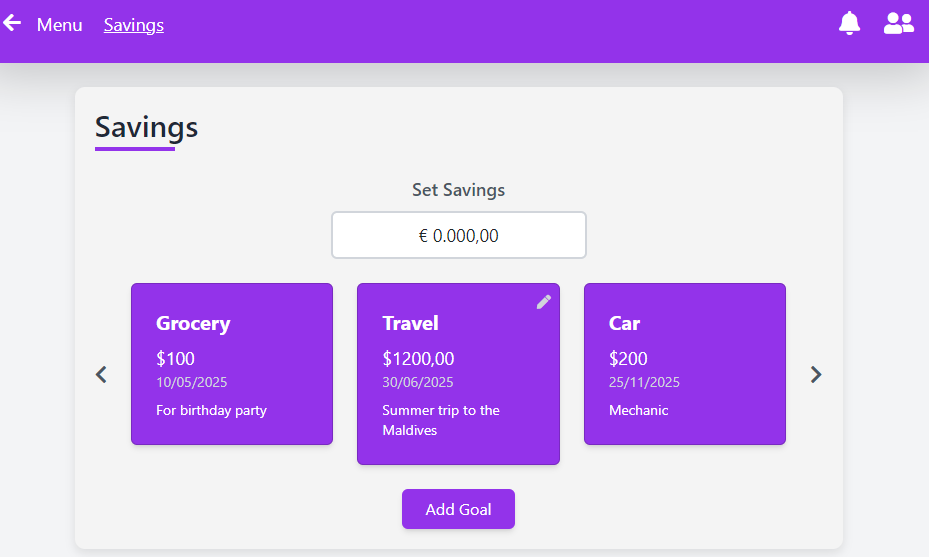 Menu Savings
Savings
Set Savings
€ 0.000,00
Grocery
$100
10/05/2025
For birthday party
Travel
$1200,00
30/06/2025
Summer trip to the
Maldives
Car
$200
25/11/2025
Mechanic
Add Goal